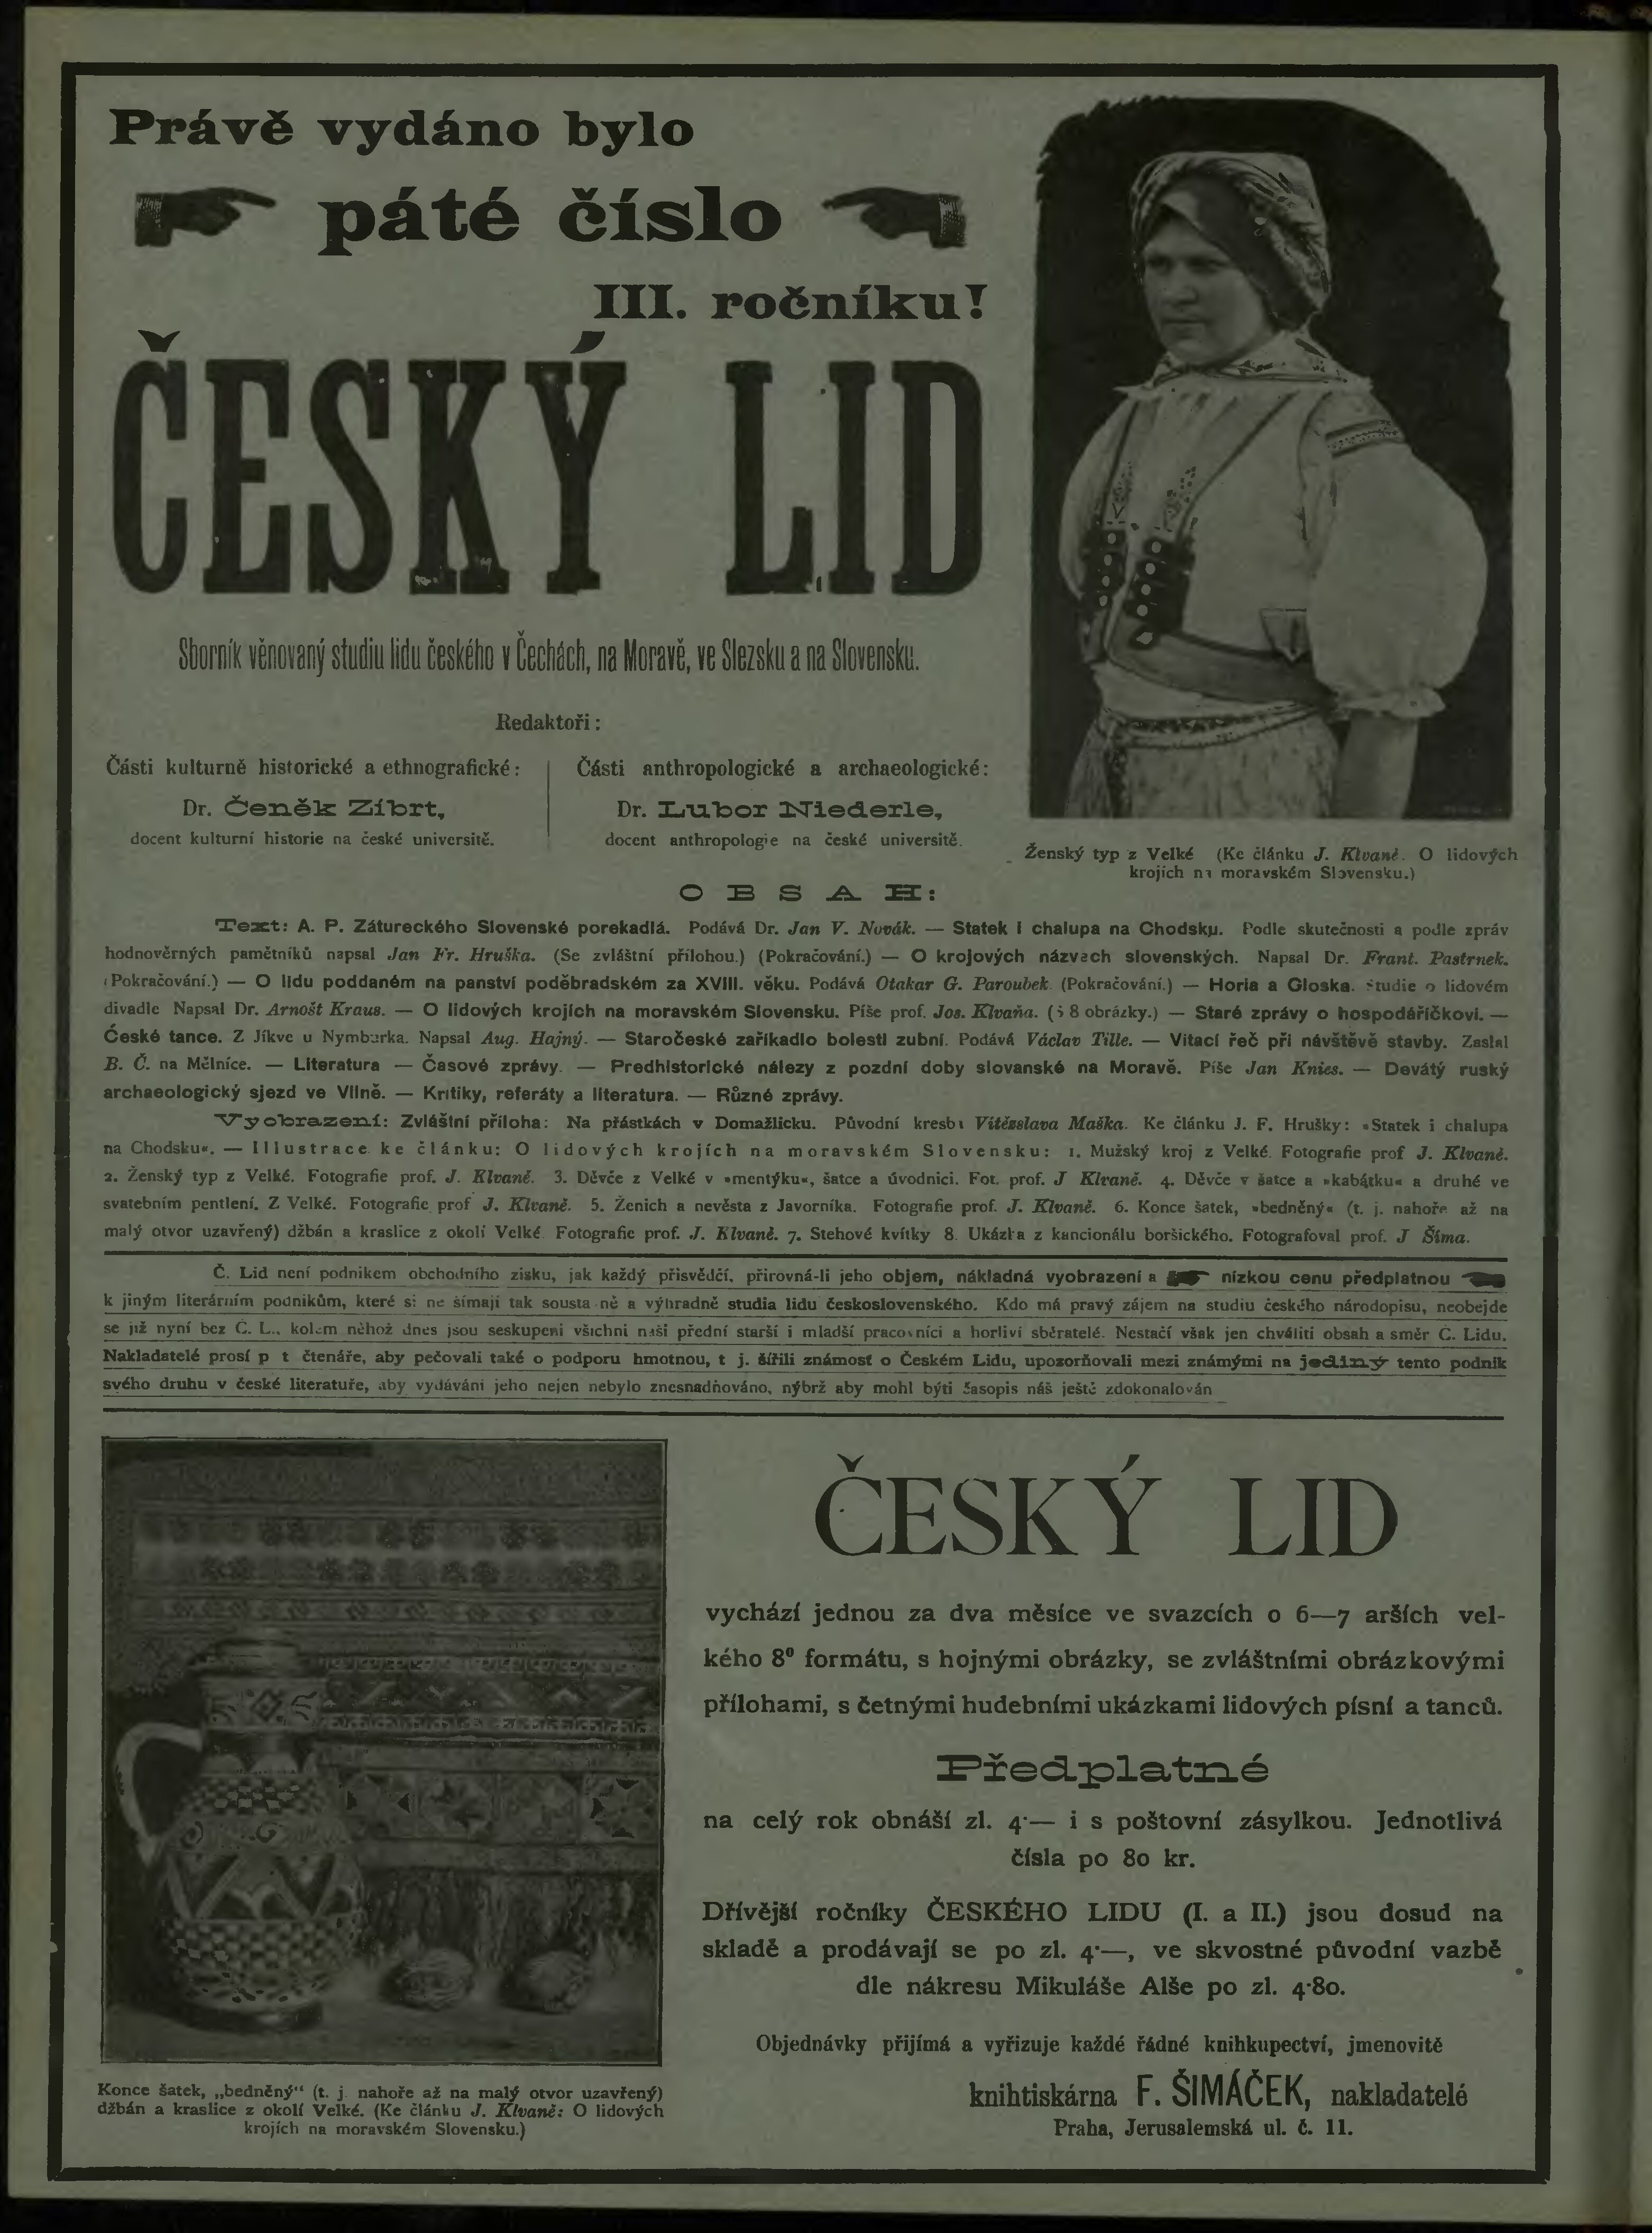 Právě vydáno bylo
páté číslo
III. ročníku!
ČESKÝ LID
Sborník věnovaný studiu lidu českého v Čechách, na Moravě, ve Slezsku a na Slovensku.
Redaktoři:
Části kulturně historické a ethnografické:
Dr. Čeněk Zíbrt,
docent kulturní historie na české universitě.
Části anthropologické a archaeologické:
Dr. Lubor Niederle,
docent anthropologie na české universitě.
Ženský typ z Velké (Ke článku J. Klvaně. O lidových
krojích na moravském Slovensku.)
OBSAH:
Text: A. P. Zátureckého Slovenské porekadlá. Podává Dr. Jan V. Novák. — Statek i chalupa na Chodsku. Podle skutečnosti a podle zpráv
hodnověrných pamětníků napsal Jan Fr. Hruška. (Se zvláštní přílohou.) (Pokračování.) — O krojových názvech slovenských. Napsal Dr. Frant. Pastrnek.
(Pokračování.) — O lidu poddaném na panství poděbradském za XVIII. věku. Podává Otakar G. Paroubek. (Pokračování.) — Horia a Gloska. Studie o lidovém
divadle Napsal Dr. Arnošt Kraus. — O lidových krojích na moravském Slovensku. Píše prof. Jos. Klvaňa. (S 8 obrázky.) — Staré zprávy o hospodáříčkovi. —
České tance. Z Jíkve u Nymburka. Napsal Aug. Hajný. — Staročeské zaříkadlo bolesti zubní. Podává Václav Tille. — Vítací řeč při návštěvě stavby. Zaslal
B. Č. na Mělníce. — Literatura — Časové zprávy. — Predhistorické nálezy z pozdní doby slovanské na Moravě. Píše Jan Knies. — Devátý ruský
archaeologický sjezd ve Vilně. — Kritiky, referáty a literatura. — Různé zprávy.
Vyobrazení: Zvláštní příloha: Na přástkách v Domažlicku. Původní kresba Vítězslava Maška. Ke článku J. F. Hrušky: »Statek i chalupa
na Chodsku«. — Illustrace ke článku: O lidových krojích na moravském Slovensku: 1. Mužský kroj z Velké. Fotografie prof J. Klvaně.
2. Ženský typ z Velké. Fotografie prof. J. Klvaně. 3. Děvče z Velké v »mentýku«, šatce a úvodnici. Fot. prof. J Klvaně. 4. Děvče v šatce a »kabátku« a druhé ve
svatebním pentlení. Z Velké. Fotografie prof J. Klvaně. 5. Ženich a nevěsta z Javorníka. Fotografie prof. J. Klvaně. 6. Konce šatek, »bedněný« (t. j. nahoře až na
malý otvor uzavřený) džbán a kraslice z okolí Velké Fotografie prof. J. Klvaně. 7. Stehové kvítky 8. Ukázka z kancionálu boršického. Fotografoval prof. J Šíma.
Č. Lid není podnikem obchodního zisku, jak každý přisvědčí, přirovná-li jeho objem, nákladná vyobrazení a nízkou cenu předplatnou
k jiným literárním podnikům, které si ne šímají tak sousta ně a výhradně studia lidu československého. Kdo má pravý zájem na studiu českého národopisu, neobejde
se již nyní bez Č. L., kolem něhož dnes jsou seskupeni všichni naši přední starší i mladší pracovníci a horliví sběratelé. Nestačí však jen chváliti obsah a směr Č. Lidu.
Nakladatelé prosí p t čtenáře, aby pečovali také o podporu hmotnou, t j. šířili známost o Českém Lidu, upozorňovali mezi známými na jediný tento podnik
svého druhu v české literatuře, aby vydávání jeho nejen nebylo znesnadňováno, nýbrž aby mohl býti časopis náš ještě zdokonalován
ČESKÝ LID
vychází jednou za dva měsíce ve svazcích o 6—7 arších vel-
kého 8⁰ formátu, s hojnými obrázky, se zvláštními obrázkovými
přílohami, s četnými hudebními ukázkami lidových písní a tanců.
Předplatné
na celý rok obnáší zl. 4·— i s poštovní zásylkou. Jednotlivá
čísla po 80 kr.
Dřívější ročníky ČESKÉHO LIDU (I. a II.) jsou dosud na
skladě a prodávají se po zl. 4·—, ve skvostné původní vazbě
dle nákresu Mikuláše Alše po zl. 4·80.
Objednávky přijímá a vyřizuje každé řádné knihkupectví, jmenovitě
knihtiskárna F. ŠIMÁČEK, nakladatelé
Praha, Jerusalemská ul. č. 11.
Konce šatek, „bedněný“ (t. j. nahoře až na malý otvor uzavřený)
džbán a kraslice z okolí Velké. (Ke článku J. Klvaně: O lidových
krojích na moravském Slovensku.)